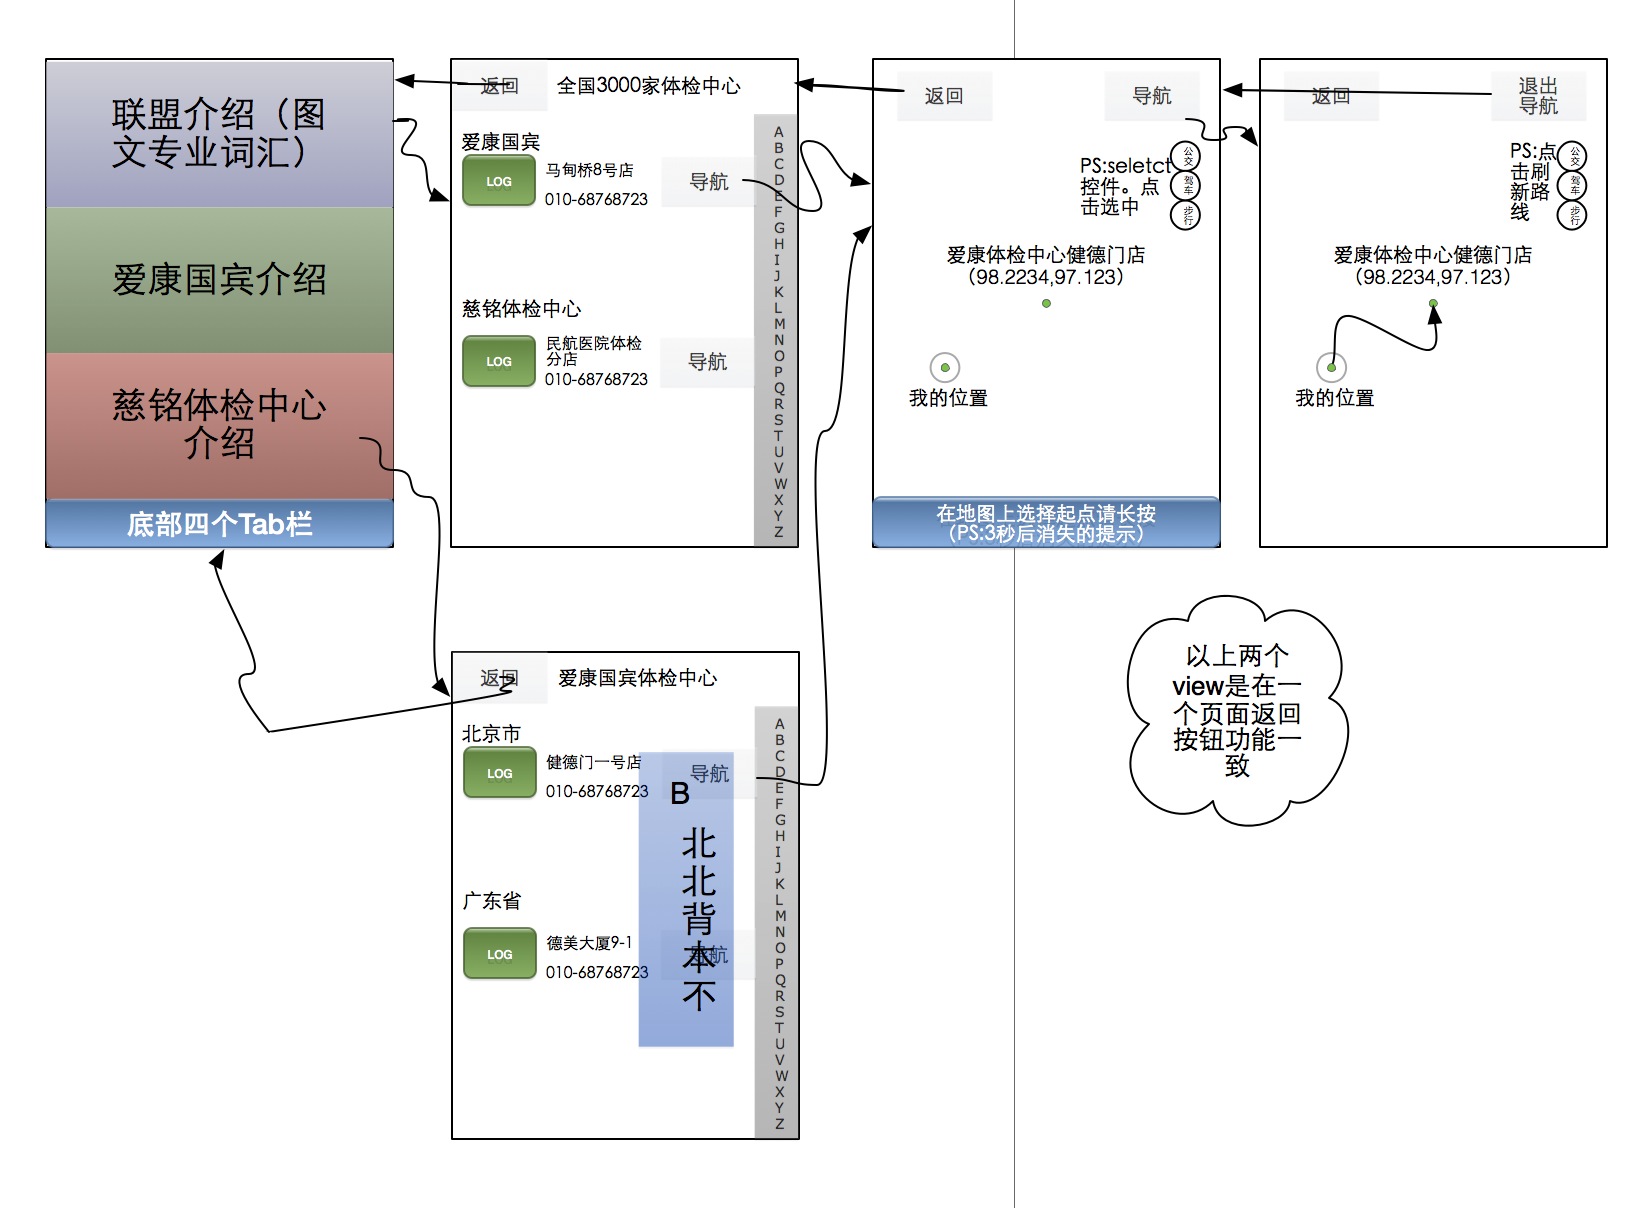 联盟介绍（图
文专业词汇）
爱康国宾介绍
慈铭体检中心
介绍
底部四个Tab栏
返回
全国3000家体检中心
爱康国宾
LOG
马甸桥8号店
010-68768723
导航
慈铭体检中心
LOG
民航医院体检
分店
010-68768723
导航
A
B
C
D
E
F
G
H
I
J
K
L
M
N
O
P
Q
R
S
T
U
V
W
X
Y
Z
返回
导航
PS:seletct
控件。点
击选中
公交
驾车
步行
爱康体检中心健德门店
（98.2234,97.123）
我的位置
在地图上选择起点请长按
（PS:3秒后消失的提示）
返回
退出
导航
PS:点
击刷
新路
线
公交
驾车
步行
爱康体检中心健德门店
（98.2234,97.123）
我的位置
返回
爱康国宾体检中心
北京市
LOG
健德门一号店
010-68768723
导航
广东省
LOG
德美大厦9-1
010-68768723
导航
B
北
北
背
本
不
A
B
C
D
E
F
G
H
I
J
K
L
M
N
O
P
Q
R
S
T
U
V
W
X
Y
Z
以上两个
view是在一
个页面返回
按钮功能一
致